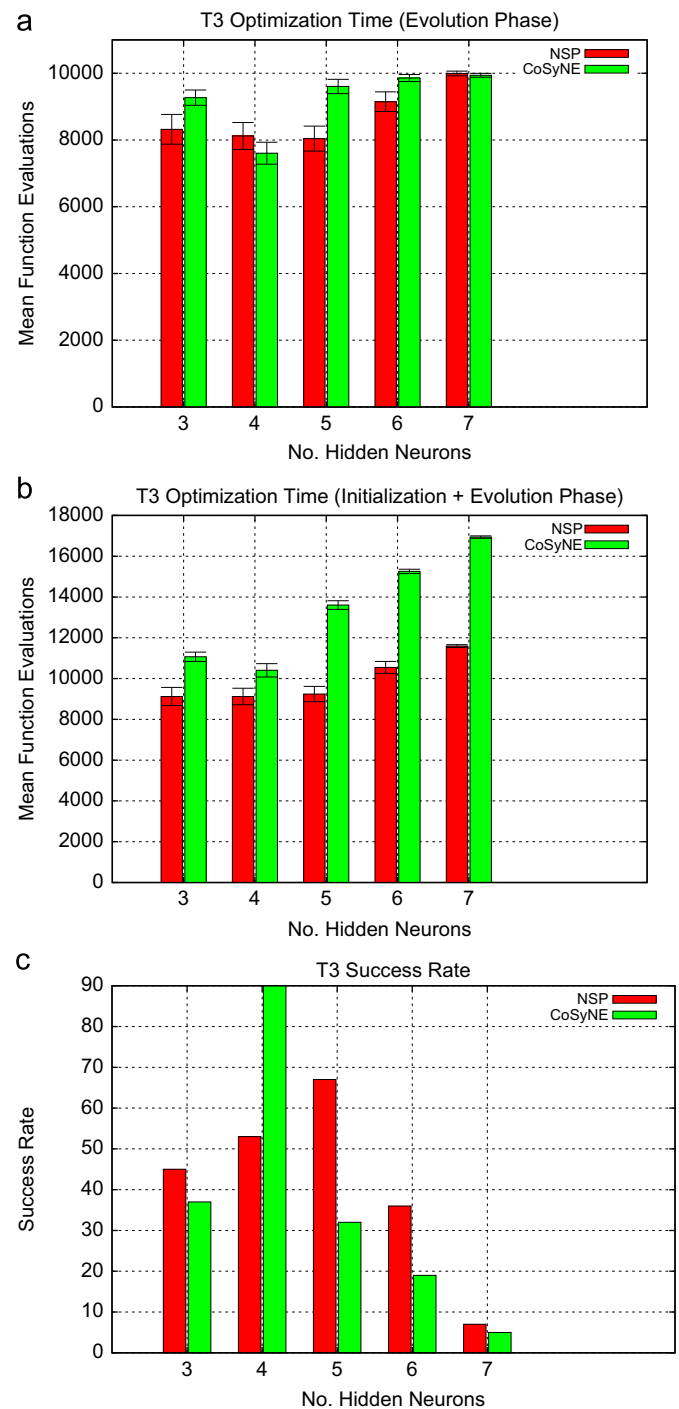 a
T3 Optimization Time (Evolution Phase)
NSP
CoSyNE
10000
8000
6000
4000
2000
0
Mean Function Evaluations
3 4 5 6 7
No. Hidden Neurons
b
T3 Optimization Time (Initialization + Evolution Phase)
NSP
CoSyNE
18000
16000
14000
12000
10000
8000
6000
4000
2000
0
Mean Function Evaluations
3 4 5 6 7
No. Hidden Neurons
c
T3 Success Rate
NSP
CoSyNE
90
80
70
60
50
40
30
20
10
0
Success Rate
3 4 5 6 7
No. Hidden Neurons